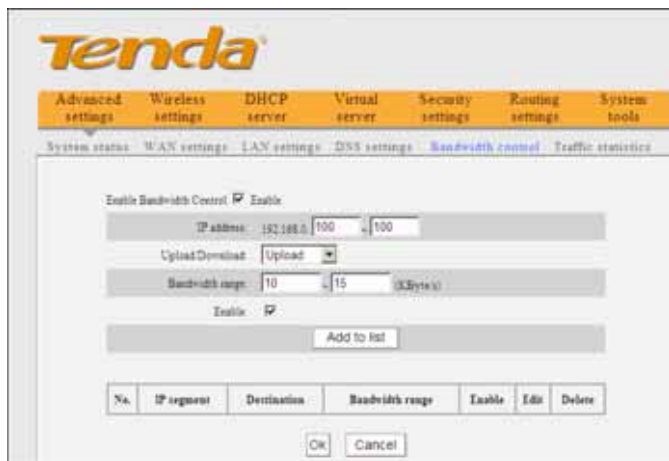 Tenda
Advanced settings Wireless settings DHCP server Virtual server Security settings Routing settings System tools
System status WAN settings LAN settings DNS settings Bandwidth control Traffic statistics
Enable Bandwidth Control Enable
IP address: 192.168.0. 100 ~ 100
Upload/Download: Upload
Bandwidth range: 10 ~ 15 (KByte/s)
Enable:
Add to list
No. IP segment Destination Bandwidth range Enable Edit Delete
Ok Cancel